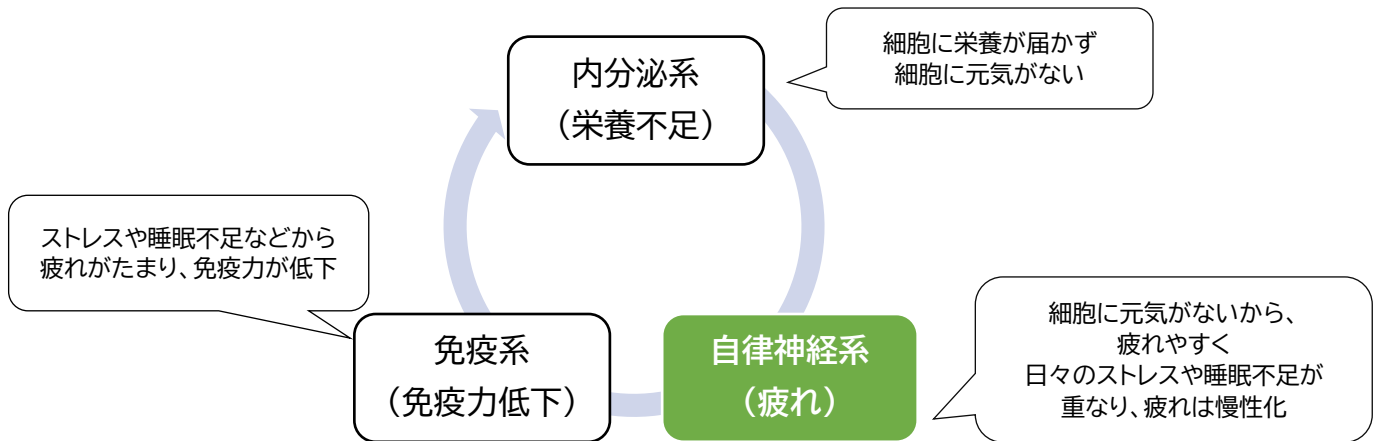 内分泌系
（栄養不足）
細胞に栄養が届かず
細胞に元気がない
ストレスや睡眠不足などから
疲れがたまり、免疫力が低下
免疫系
（免疫力低下）
自律神経系
（疲れ）
細胞に元気がないから、
疲れやすく
日々のストレスや睡眠不足が
重なり、疲れは慢性化